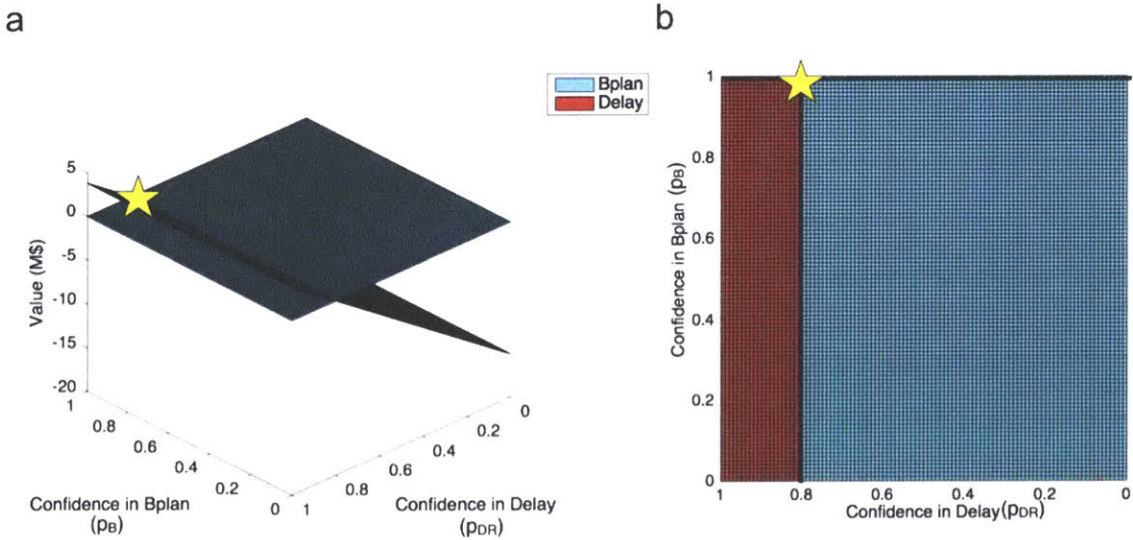 a
b
Bplan
Delay
5
0
-5
-10
-15
-20
Value (M$)
1
0.8
0.6
0.4
0.2
0
Confidence in Bplan
(pB)
1
0.8
0.6
0.4
0.2
0
Confidence in Delay
(pDR)
1
0.8
0.6
0.4
0.2
0
Confidence in Bplan (pB)
1
0.8
0.6
0.4
0.2
0
Confidence in Delay (pDR)